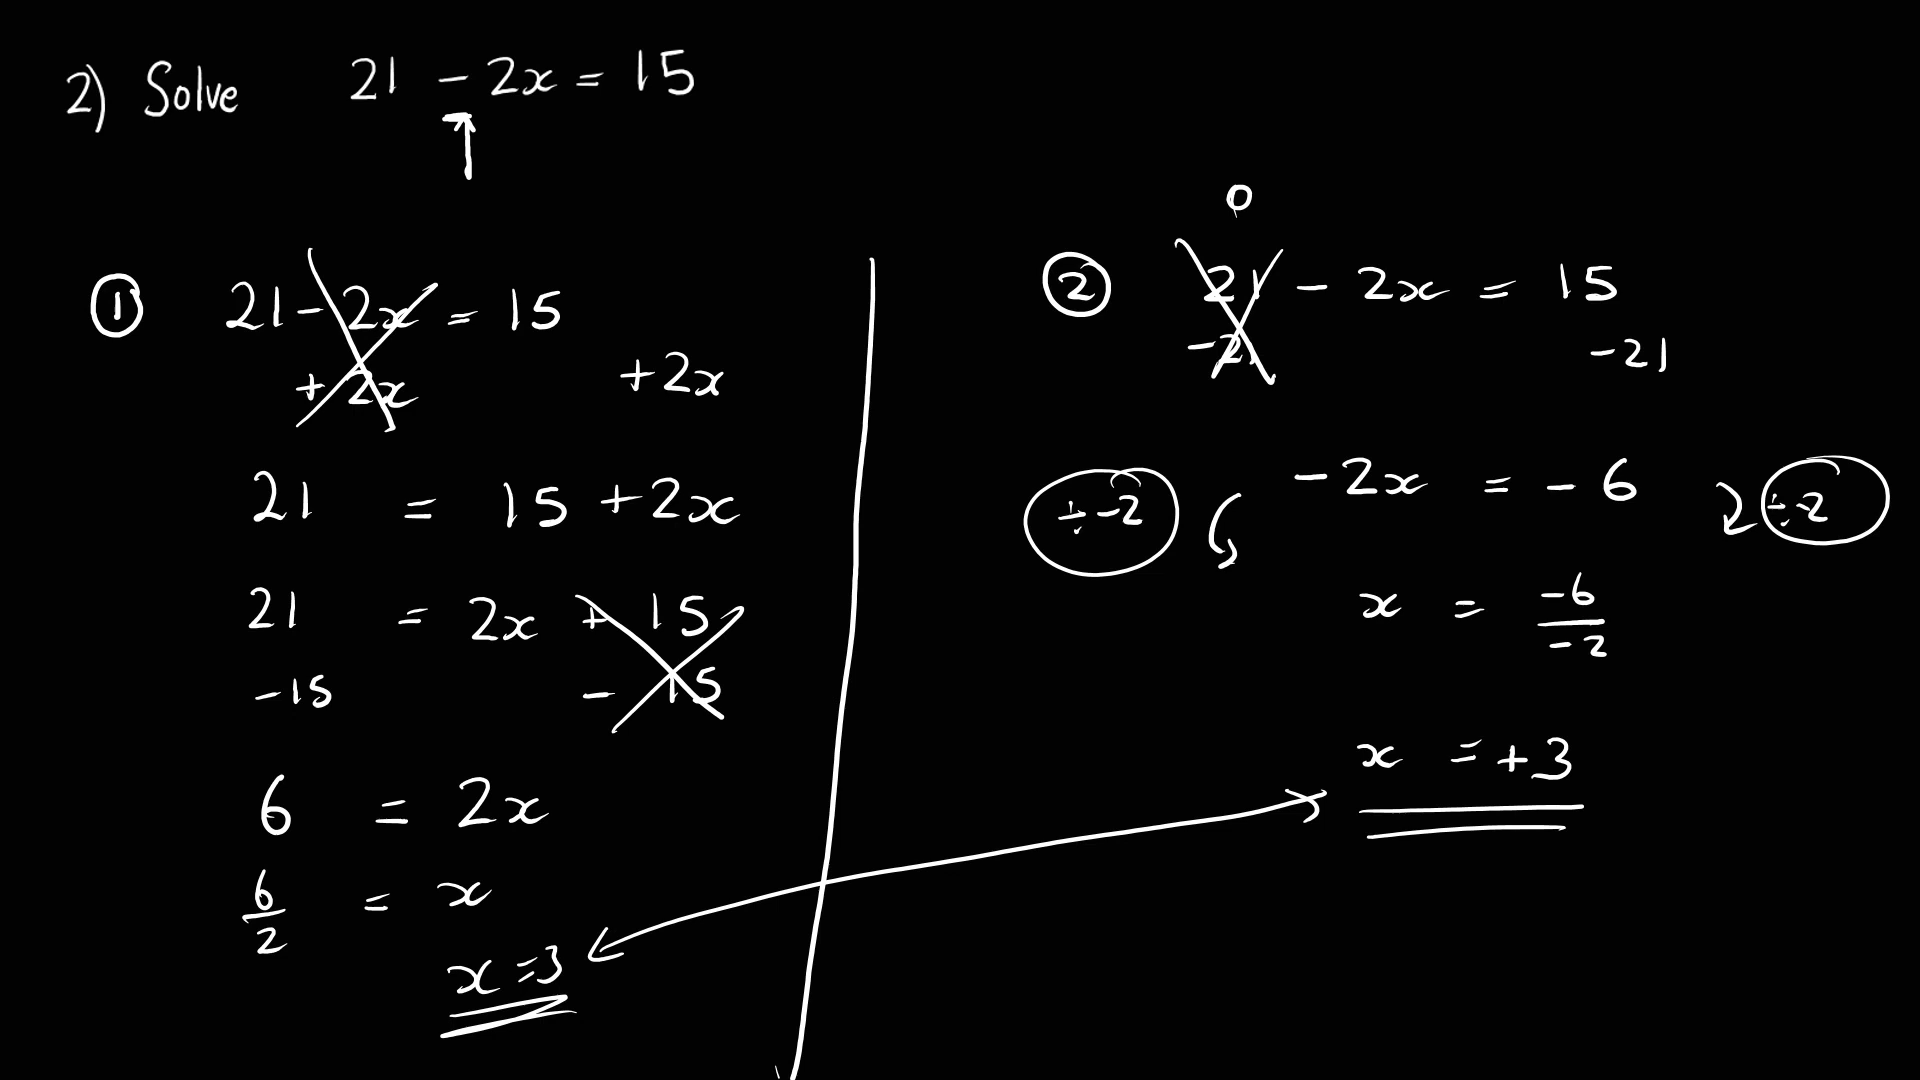 2) Solve 21 - 2x = 15
① 21 - 2x = 15
+ 2x +2x
21 = 15 + 2x
21 = 2x + 15
-15 - 15
6 = 2x
6/2 = x
x = 3
0
② 21 - 2x = 15
-21 -21
÷-2 -2x = -6 ÷-2
x = -6/-2
x = +3